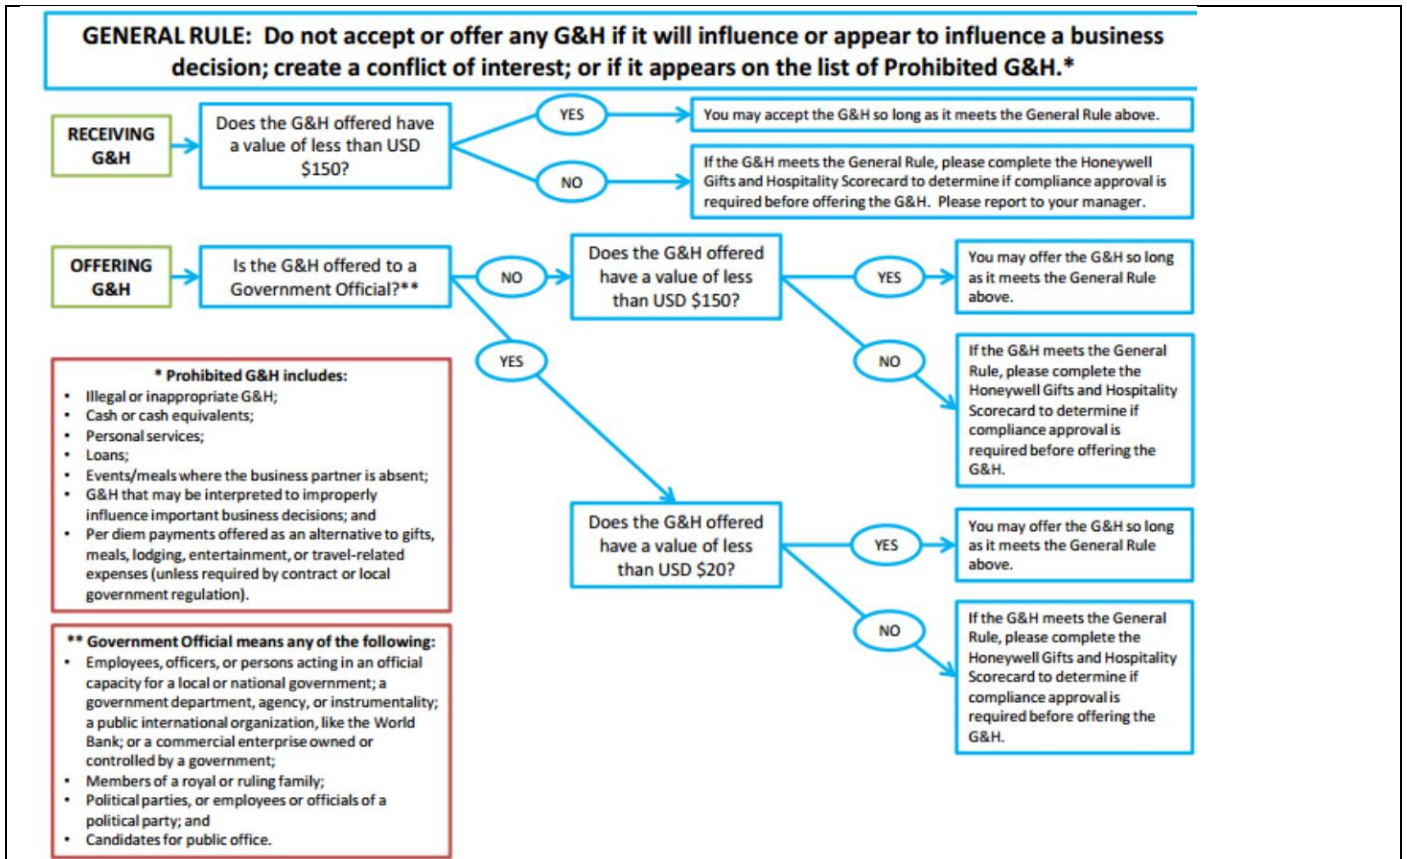 GENERAL RULE: Do not accept or offer any G&H if it will influence or appear to influence a business
decision; create a conflict of interest; or if it appears on the list of Prohibited G&H.*
RECEIVING
G&H
Does the G&H offered have
a value of less than USD
$150?
YES
You may accept the G&H so long as it meets the General Rule above.
NO
If the G&H meets the General Rule, please complete the Honeywell
Gifts and Hospitality Scorecard to determine if compliance approval is
required before offering the G&H. Please report to your manager.
OFFERING
G&H
Is the G&H offered to a
Government Official?**
NO
Does the G&H offered
have a value of less
than USD $150?
YES
You may offer the G&H so long
as it meets the General Rule
above.
NO
If the G&H meets the General
Rule, please complete the
Honeywell Gifts and Hospitality
Scorecard to determine if
compliance approval is
required before offering the
G&H.
YES
Does the G&H offered
have a value of less
than USD $20?
YES
You may offer the G&H so long
as it meets the General Rule
above.
NO
If the G&H meets the General
Rule, please complete the
Honeywell Gifts and Hospitality
Scorecard to determine if
compliance approval is
required before offering the
G&H.
* Prohibited G&H includes:
• Illegal or inappropriate G&H;
• Cash or cash equivalents;
• Personal services;
• Loans;
• Events/meals where the business partner is absent;
• G&H that may be interpreted to improperly
influence important business decisions; and
• Per diem payments offered as an alternative to gifts,
meals, lodging, entertainment, or travel-related
expenses (unless required by contract or local
government regulation).
** Government Official means any of the following:
• Employees, officers, or persons acting in an official
capacity for a local or national government; a
government department, agency, or instrumentality;
a public international organization, like the World
Bank; or a commercial enterprise owned or
controlled by a government;
• Members of a royal or ruling family;
• Political parties, or employees or officials of a
political party; and
• Candidates for public office.